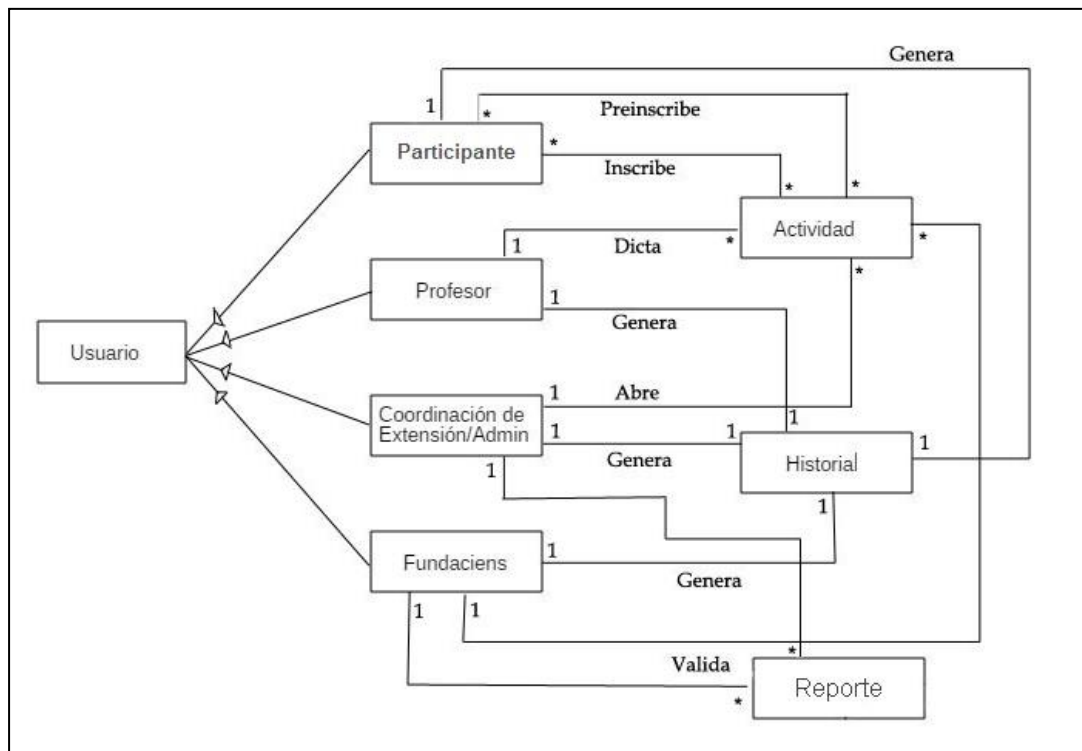 Genera
1
*
Preinscribe
Participante
*
Inscribe
*
*
Actividad
*
*
1
Dicta
*
Profesor
1
Genera
Usuario
Coordinación de
Extensión/Admin
1
Abre
1
Genera
1
1
1
Historial
1
1
Fundaciens
1
Genera
1
1
Valida
*
*
Reporte